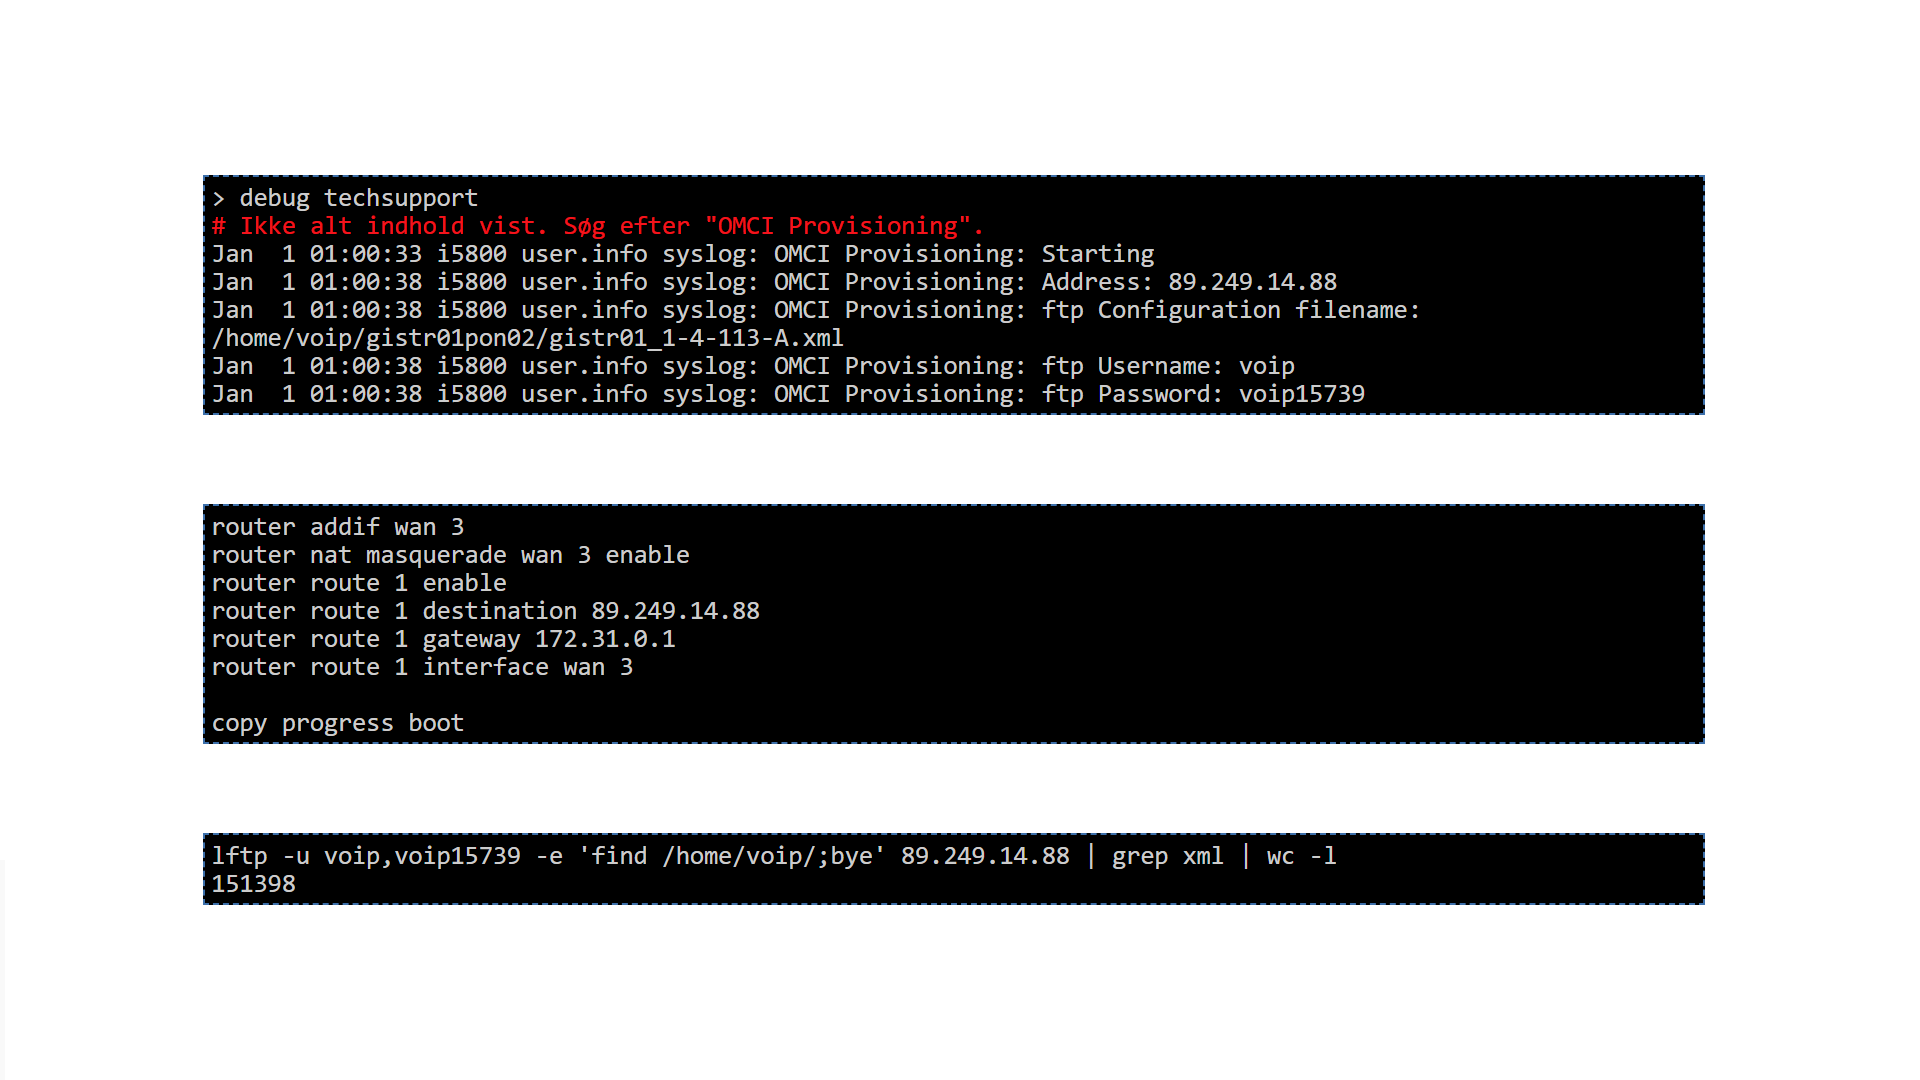 > debug techsupport
# Ikke alt indhold vist. Søg efter "OMCI Provisioning".
Jan  1 01:00:33 i5800 user.info syslog: OMCI Provisioning: Starting
Jan  1 01:00:38 i5800 user.info syslog: OMCI Provisioning: Address: 89.249.14.88
Jan  1 01:00:38 i5800 user.info syslog: OMCI Provisioning: ftp Configuration filename:
/home/voip/gistr01pon02/gistr01_1-4-113-A.xml
Jan  1 01:00:38 i5800 user.info syslog: OMCI Provisioning: ftp Username: voip
Jan  1 01:00:38 i5800 user.info syslog: OMCI Provisioning: ftp Password: voip15739
router addif wan 3
router nat masquerade wan 3 enable
router route 1 enable
router route 1 destination 89.249.14.88
router route 1 gateway 172.31.0.1
router route 1 interface wan 3
copy progress boot
lftp -u voip,voip15739 -e 'find /home/voip/;bye' 89.249.14.88 | grep xml | wc -l
151398